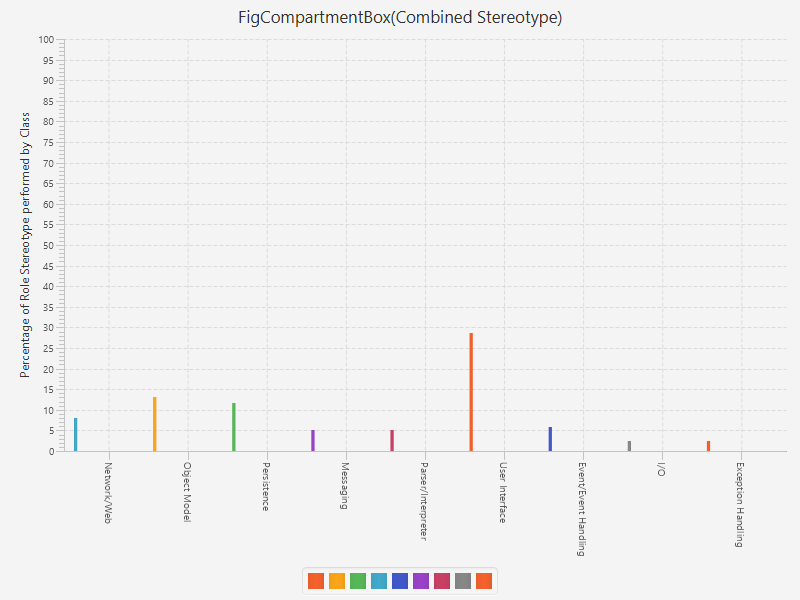 FigCompartmentBox(Combined Stereotype)
Percentage of Role Stereotype performed by Class
100
95
90
85
80
75
70
65
60
55
50
45
40
35
30
25
20
15
10
5
0
Network/Web
Object Model
Persistence
Messaging
Parser/Interpreter
User Interface
Event/Event Handling
I/O
Exception Handling